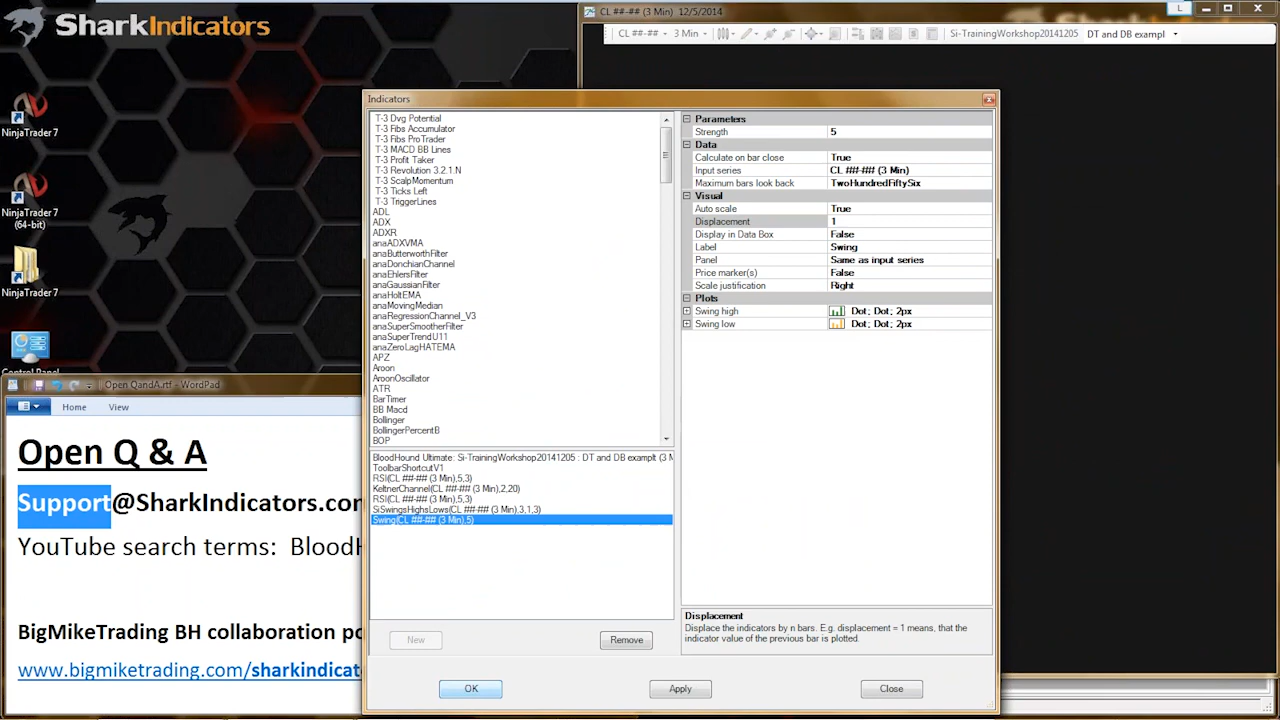 SharkIndicators
NinjaTrader 7
NinjaTrader 7
(64-bit)
NinjaTrader 7
Control Panel
CL ##-## (3 Min) 12/5/2014
L
CL ##-## 3 Min Si-TrainingWorkshop20141205 DT and DB exampl
Indicators
T-3 Dvg Potential
T-3 Fibs Accumulator
T-3 Fibs ProTrader
T-3 MACD BB Lines
T-3 Profit Taker
T-3 Revolution 3.2.1.N
T-3 ScalpMomentum
T-3 Ticks Left
T-3 TriggerLines
ADL
ADX
ADXR
anaADXVMA
anaButterworthFilter
anaDonchianChannel
anaEhlersFilter
anaGaussianFilter
anaHoltEMA
anaMovingMedian
anaRegressionChannel_V3
anaSuperSmootherFilter
anaSuperTrendU11
anaZeroLagHATEMA
APZ
Aroon
AroonOscillator
ATR
BarTimer
BB Macd
Bollinger
BollingerPercentB
BOP
BloodHound Ultimate: Si-TrainingWorkshop20141205 : DT and DB examplt (3 M
ToolbarShortcutV1
RSI(CL ##-## (3 Min),5,3)
KeltnerChannel(CL ##-## (3 Min),2,20)
RSI(CL ##-## (3 Min),5,3)
SiSwingsHighsLows(CL ##-## (3 Min),3,1,3)
Swing(CL ##-## (3 Min),5)
New
Remove
Parameters
Strength 5
Data
Calculate on bar close True
Input series CL ##-## (3 Min)
Maximum bars look back TwoHundredFiftySix
Visual
Auto scale True
Displacement 1
Display in Data Box False
Label Swing
Panel Same as input series
Price marker(s) False
Scale justification Right
Plots
Swing high Dot; Dot; 2px
Swing low Dot; Dot; 2px
Displacement
Displace the indicators by n bars. E.g. displacement = 1 means, that the
indicator value of the previous bar is plotted.
OK
Apply
Close
Open QandA.rtf - WordPad
Home View
Open Q & A
Support@SharkIndicators.com
YouTube search terms: BloodH
BigMikeTrading BH collaboration po
www.bigmiketrading.com/sharkindicat